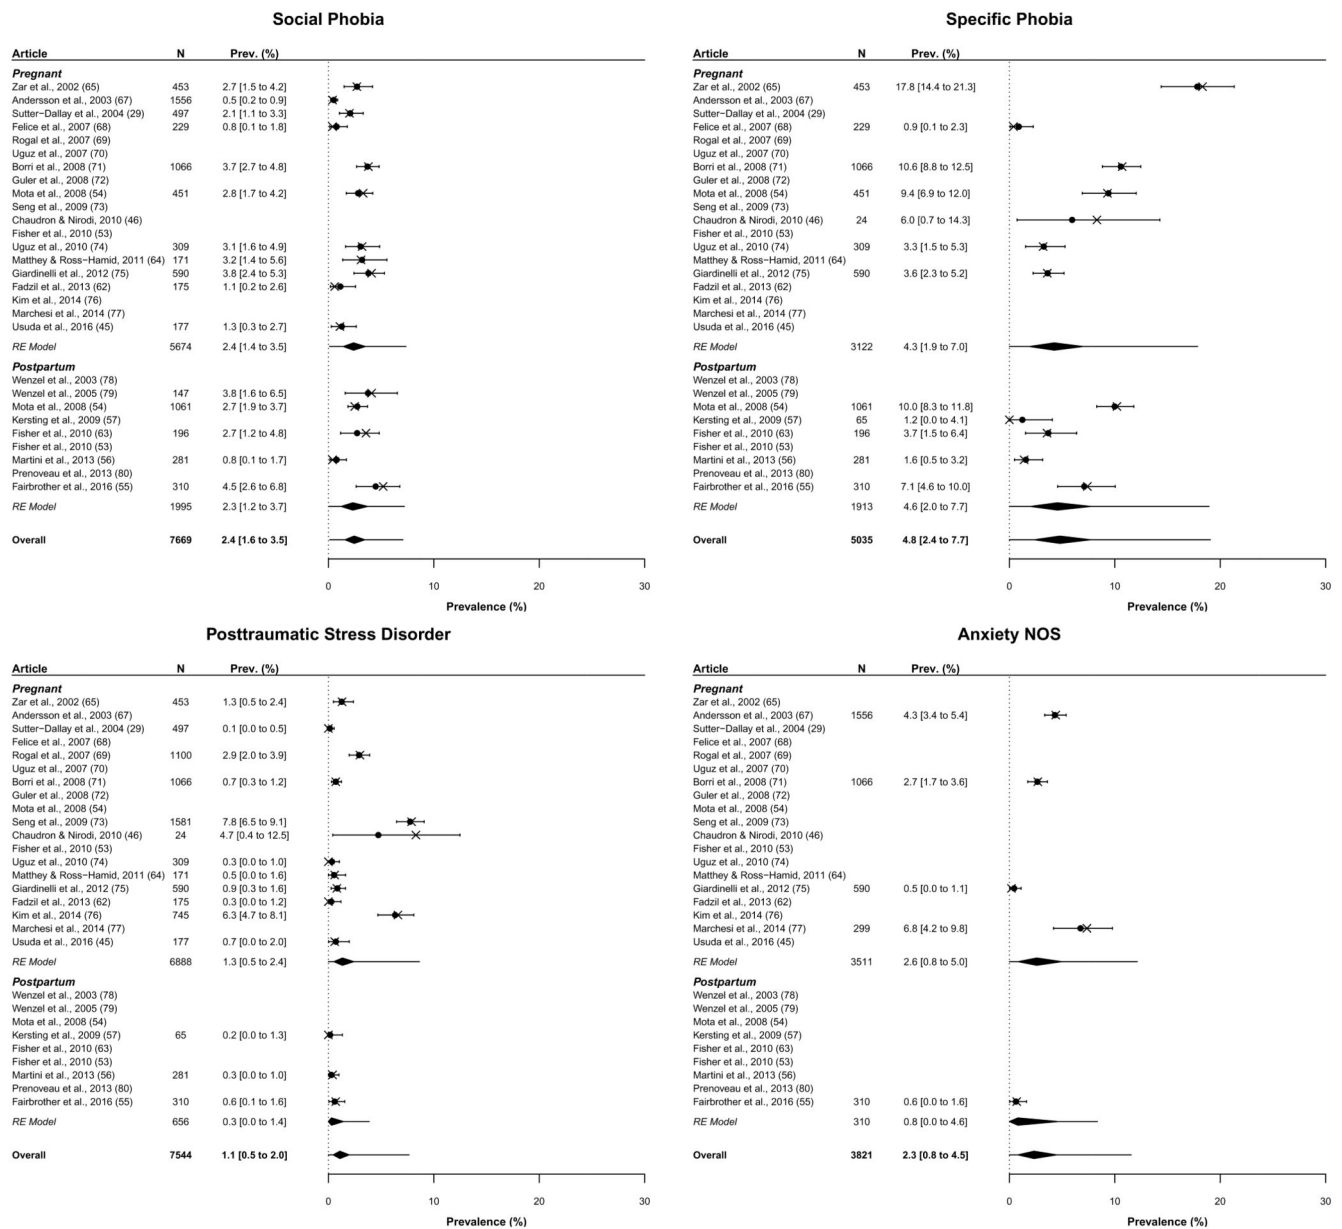 Social Phobia
Article N Prev. (%)
Pregnant
Zar et al., 2002 (65) 453 2.7 [1.5 to 4.2]
Andersson et al., 2003 (67) 1556 0.5 [0.2 to 0.9]
Sutter−Dallay et al., 2004 (29) 497 2.1 [1.1 to 3.3]
Felice et al., 2007 (68) 229 0.8 [0.1 to 1.8]
Rogal et al., 2007 (69)
Uguz et al., 2007 (70)
Borri et al., 2008 (71) 1066 3.7 [2.7 to 4.8]
Guler et al., 2008 (72)
Mota et al., 2008 (54) 451 2.8 [1.7 to 4.2]
Seng et al., 2009 (73)
Chaudron & Nirodi, 2010 (46)
Fisher et al., 2010 (53)
Uguz et al., 2010 (74) 309 3.1 [1.6 to 4.9]
Matthey & Ross−Hamid, 2011 (64) 171 3.2 [1.4 to 5.6]
Giardinelli et al., 2012 (75) 590 3.8 [2.4 to 5.3]
Fadzil et al., 2013 (62) 175 1.1 [0.2 to 2.6]
Kim et al., 2014 (76)
Marchesi et al., 2014 (77)
Usuda et al., 2016 (45) 177 1.3 [0.3 to 2.7]
RE Model 5674 2.4 [1.4 to 3.5]
Postpartum
Wenzel et al., 2003 (78)
Wenzel et al., 2005 (79) 147 3.8 [1.6 to 6.5]
Mota et al., 2008 (54) 1061 2.7 [1.9 to 3.7]
Kersting et al., 2009 (57)
Fisher et al., 2010 (63) 196 2.7 [1.2 to 4.8]
Fisher et al., 2010 (53)
Martini et al., 2013 (56) 281 0.8 [0.1 to 1.7]
Prenoveau et al., 2013 (80)
Fairbrother et al., 2016 (55) 310 4.5 [2.6 to 6.8]
RE Model 1995 2.3 [1.2 to 3.7]
Overall 7669 2.4 [1.6 to 3.5]
0 10 20 30
Prevalence (%)
Specific Phobia
Article N Prev. (%)
Pregnant
Zar et al., 2002 (65) 453 17.8 [14.4 to 21.3]
Andersson et al., 2003 (67)
Sutter−Dallay et al., 2004 (29)
Felice et al., 2007 (68) 229 0.9 [0.1 to 2.3]
Rogal et al., 2007 (69)
Uguz et al., 2007 (70)
Borri et al., 2008 (71) 1066 10.6 [8.8 to 12.5]
Guler et al., 2008 (72)
Mota et al., 2008 (54) 451 9.4 [6.9 to 12.0]
Seng et al., 2009 (73)
Chaudron & Nirodi, 2010 (46) 24 6.0 [0.7 to 14.3]
Fisher et al., 2010 (53)
Uguz et al., 2010 (74) 309 3.3 [1.5 to 5.3]
Matthey & Ross−Hamid, 2011 (64)
Giardinelli et al., 2012 (75) 590 3.6 [2.3 to 5.2]
Fadzil et al., 2013 (62)
Kim et al., 2014 (76)
Marchesi et al., 2014 (77)
Usuda et al., 2016 (45)
RE Model 3122 4.3 [1.9 to 7.0]
Postpartum
Wenzel et al., 2003 (78)
Wenzel et al., 2005 (79)
Mota et al., 2008 (54) 1061 10.0 [8.3 to 11.8]
Kersting et al., 2009 (57) 65 1.2 [0.0 to 4.1]
Fisher et al., 2010 (63) 196 3.7 [1.5 to 6.4]
Fisher et al., 2010 (53)
Martini et al., 2013 (56) 281 1.6 [0.5 to 3.2]
Prenoveau et al., 2013 (80)
Fairbrother et al., 2016 (55) 310 7.1 [4.6 to 10.0]
RE Model 1913 4.6 [2.0 to 7.7]
Overall 5035 4.8 [2.4 to 7.7]
0 10 20 30
Prevalence (%)
Posttraumatic Stress Disorder
Article N Prev. (%)
Pregnant
Zar et al., 2002 (65) 453 1.3 [0.5 to 2.4]
Andersson et al., 2003 (67)
Sutter−Dallay et al., 2004 (29) 497 0.1 [0.0 to 0.5]
Felice et al., 2007 (68)
Rogal et al., 2007 (69) 1100 2.9 [2.0 to 3.9]
Uguz et al., 2007 (70)
Borri et al., 2008 (71) 1066 0.7 [0.3 to 1.2]
Guler et al., 2008 (72)
Mota et al., 2008 (54)
Seng et al., 2009 (73) 1581 7.8 [6.5 to 9.1]
Chaudron & Nirodi, 2010 (46) 24 4.7 [0.4 to 12.5]
Fisher et al., 2010 (53)
Uguz et al., 2010 (74) 309 0.3 [0.0 to 1.0]
Matthey & Ross−Hamid, 2011 (64) 171 0.5 [0.0 to 1.6]
Giardinelli et al., 2012 (75) 590 0.9 [0.3 to 1.6]
Fadzil et al., 2013 (62) 175 0.3 [0.0 to 1.2]
Kim et al., 2014 (76) 745 6.3 [4.7 to 8.1]
Marchesi et al., 2014 (77)
Usuda et al., 2016 (45) 177 0.7 [0.0 to 2.0]
RE Model 6888 1.3 [0.5 to 2.4]
Postpartum
Wenzel et al., 2003 (78)
Wenzel et al., 2005 (79)
Mota et al., 2008 (54)
Kersting et al., 2009 (57) 65 0.2 [0.0 to 1.3]
Fisher et al., 2010 (63)
Fisher et al., 2010 (53)
Martini et al., 2013 (56) 281 0.3 [0.0 to 1.0]
Prenoveau et al., 2013 (80)
Fairbrother et al., 2016 (55) 310 0.6 [0.1 to 1.6]
RE Model 656 0.3 [0.0 to 1.4]
Overall 7544 1.1 [0.5 to 2.0]
0 10 20 30
Prevalence (%)
Anxiety NOS
Article N Prev. (%)
Pregnant
Zar et al., 2002 (65)
Andersson et al., 2003 (67) 1556 4.3 [3.4 to 5.4]
Sutter−Dallay et al., 2004 (29)
Felice et al., 2007 (68)
Rogal et al., 2007 (69)
Uguz et al., 2007 (70)
Borri et al., 2008 (71) 1066 2.7 [1.7 to 3.6]
Guler et al., 2008 (72)
Mota et al., 2008 (54)
Seng et al., 2009 (73)
Chaudron & Nirodi, 2010 (46)
Fisher et al., 2010 (53)
Uguz et al., 2010 (74)
Matthey & Ross−Hamid, 2011 (64)
Giardinelli et al., 2012 (75) 590 0.5 [0.0 to 1.1]
Fadzil et al., 2013 (62)
Kim et al., 2014 (76)
Marchesi et al., 2014 (77) 299 6.8 [4.2 to 9.8]
Usuda et al., 2016 (45)
RE Model 3511 2.6 [0.8 to 5.0]
Postpartum
Wenzel et al., 2003 (78)
Wenzel et al., 2005 (79)
Mota et al., 2008 (54)
Kersting et al., 2009 (57)
Fisher et al., 2010 (63)
Fisher et al., 2010 (53)
Martini et al., 2013 (56)
Prenoveau et al., 2013 (80)
Fairbrother et al., 2016 (55) 310 0.6 [0.0 to 1.6]
RE Model 310 0.8 [0.0 to 4.6]
Overall 3821 2.3 [0.8 to 4.5]
0 10 20 30
Prevalence (%)